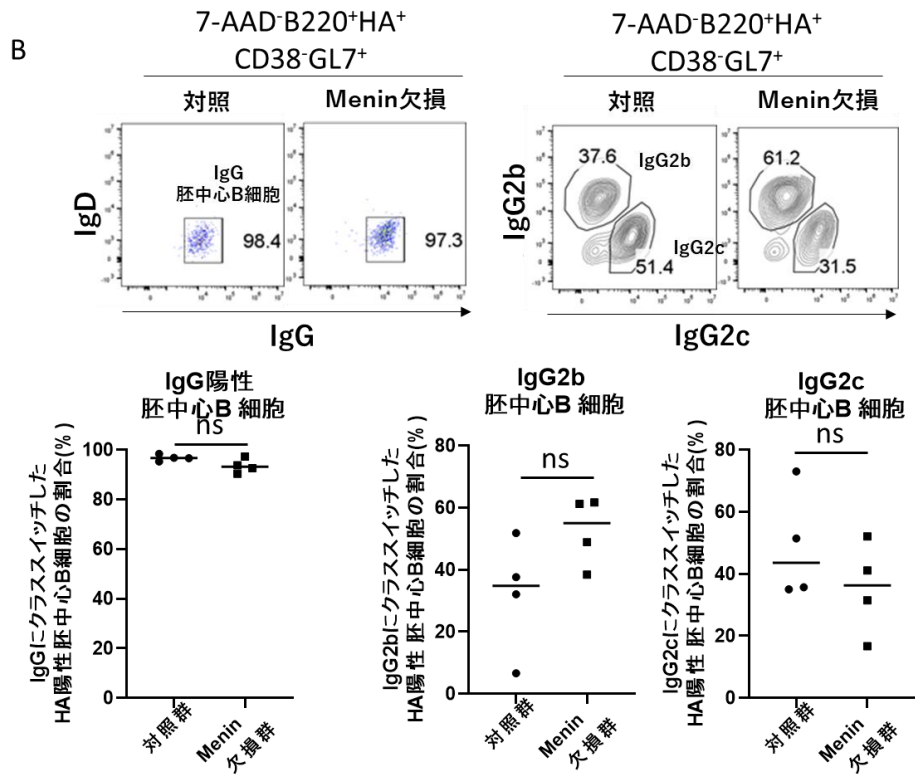 B
7-AAD⁻B220⁺HA⁺
CD38⁻GL7⁺
対照
Menin欠損
IgD
IgG
胚中心B細胞
98.4
97.3
IgG
7-AAD⁻B220⁺HA⁺
CD38⁻GL7⁺
対照
Menin欠損
IgG2b
37.6
IgG2b
IgG2c
51.4
61.2
31.5
IgG2c
IgG陽性
胚中心B 細胞
ns
IgGにクラススイッチした
HA陽性 胚中心B細胞の割合(%)
100
80
60
40
20
0
対照群
Menin
欠損群
IgG2b
胚中心B 細胞
ns
IgG2bにクラススイッチした
HA陽性 胚中心B細胞の割合(%)
80
60
40
20
0
対照群
Menin
欠損群
IgG2c
胚中心B 細胞
ns
IgG2cにクラススイッチした
HA陽性 胚中心B細胞の割合(%)
80
60
40
20
0
対照群
Menin
欠損群